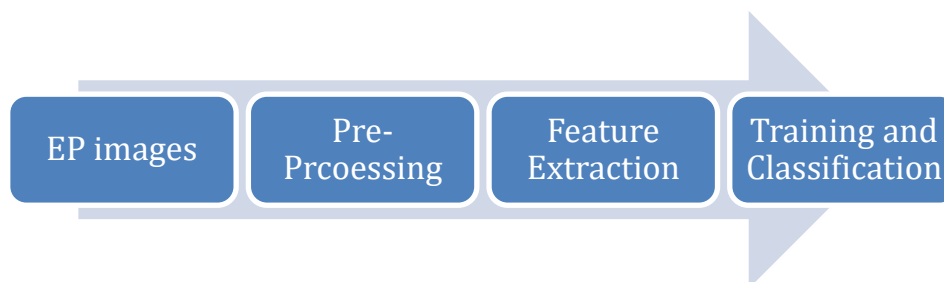 EP images
Pre-
Prcoessing
Feature
Extraction
Training and
Classification